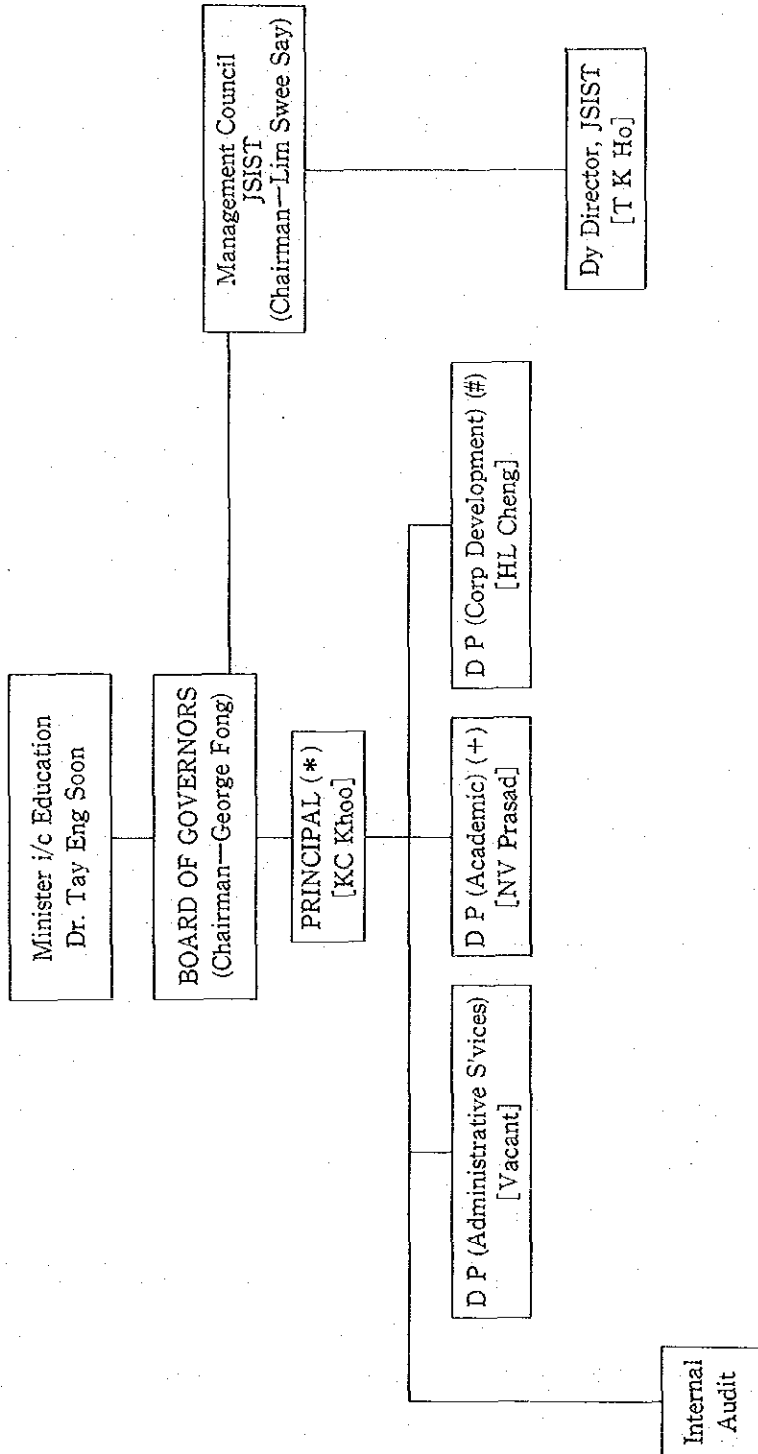 Minister i/c Education
Dr. Tay Eng Soon
BOARD OF GOVERNORS
(Chairman—George Fong)
Management Council
JSIST
(Chairman—Lim Swee Say)
PRINCIPAL (*)
[KC Khoo]
D P (Administrative S'vices)
[Vacant]
D P (Academic) (+)
[NV Prasad]
D P (Corp Development) (#)
[HL Cheng]
Dy Director, JSIST
[T K Ho]
Internal
Audit